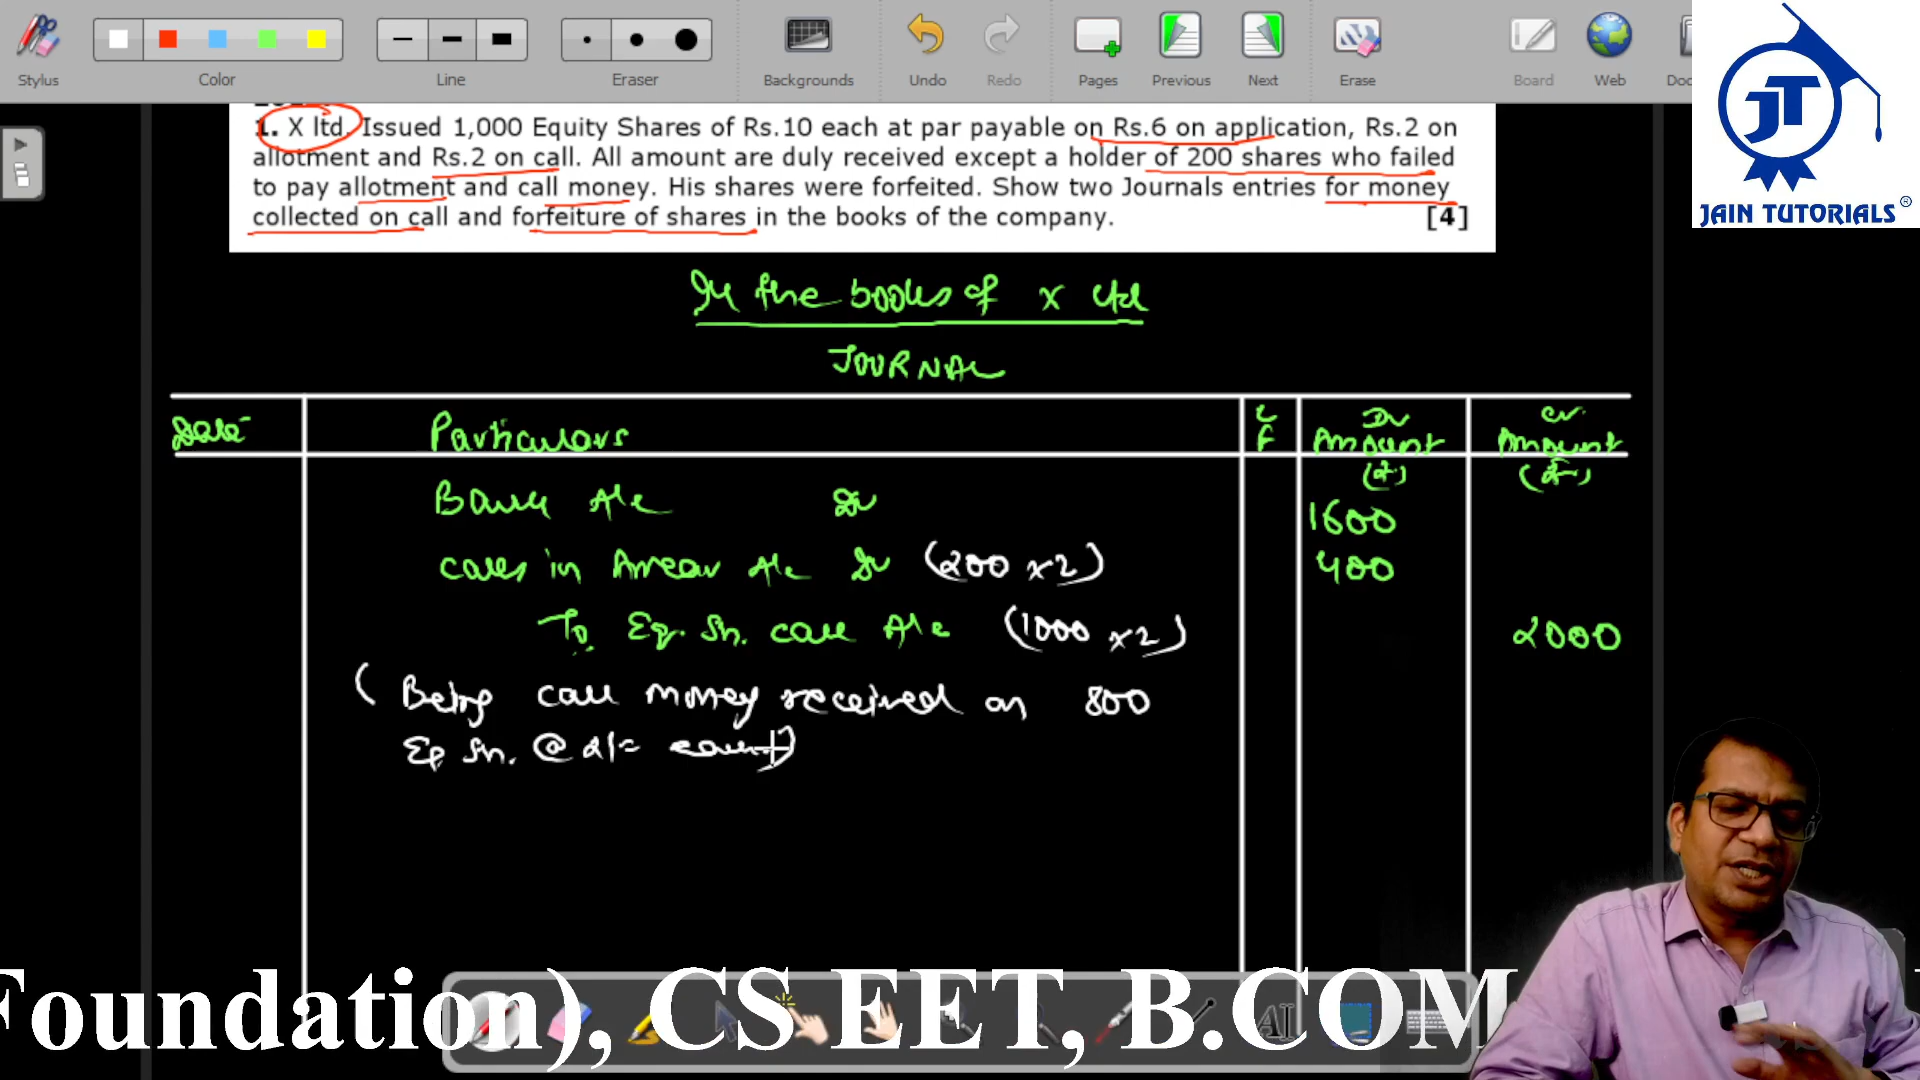 Stylus
Color
Line
Eraser
Backgrounds
Undo
Redo
Pages
Previous
Next
Erase
Board
Web
JT
JAIN TUTORIALS®
1. X ltd. Issued 1,000 Equity Shares of Rs.10 each at par payable on Rs.6 on application, Rs.2 on
allotment and Rs.2 on call. All amount are duly received except a holder of 200 shares who failed
to pay allotment and call money. His shares were forfeited. Show two Journals entries for money
collected on call and forfeiture of shares in the books of the company. [4]
In the books of X Ltd
JOURNAL
Date Particulars L F Dr Amount (₹) Cr Amount (₹)
Bank A/c Dr 1600
Calls in Arrear A/c Dr (200 x 2) 400
To Eq. Sh. call A/c (1000 x 2) 2000
(Being call money received on 800
Eq Sh. @ 2/= each)
Foundation), CS EET, B.COM